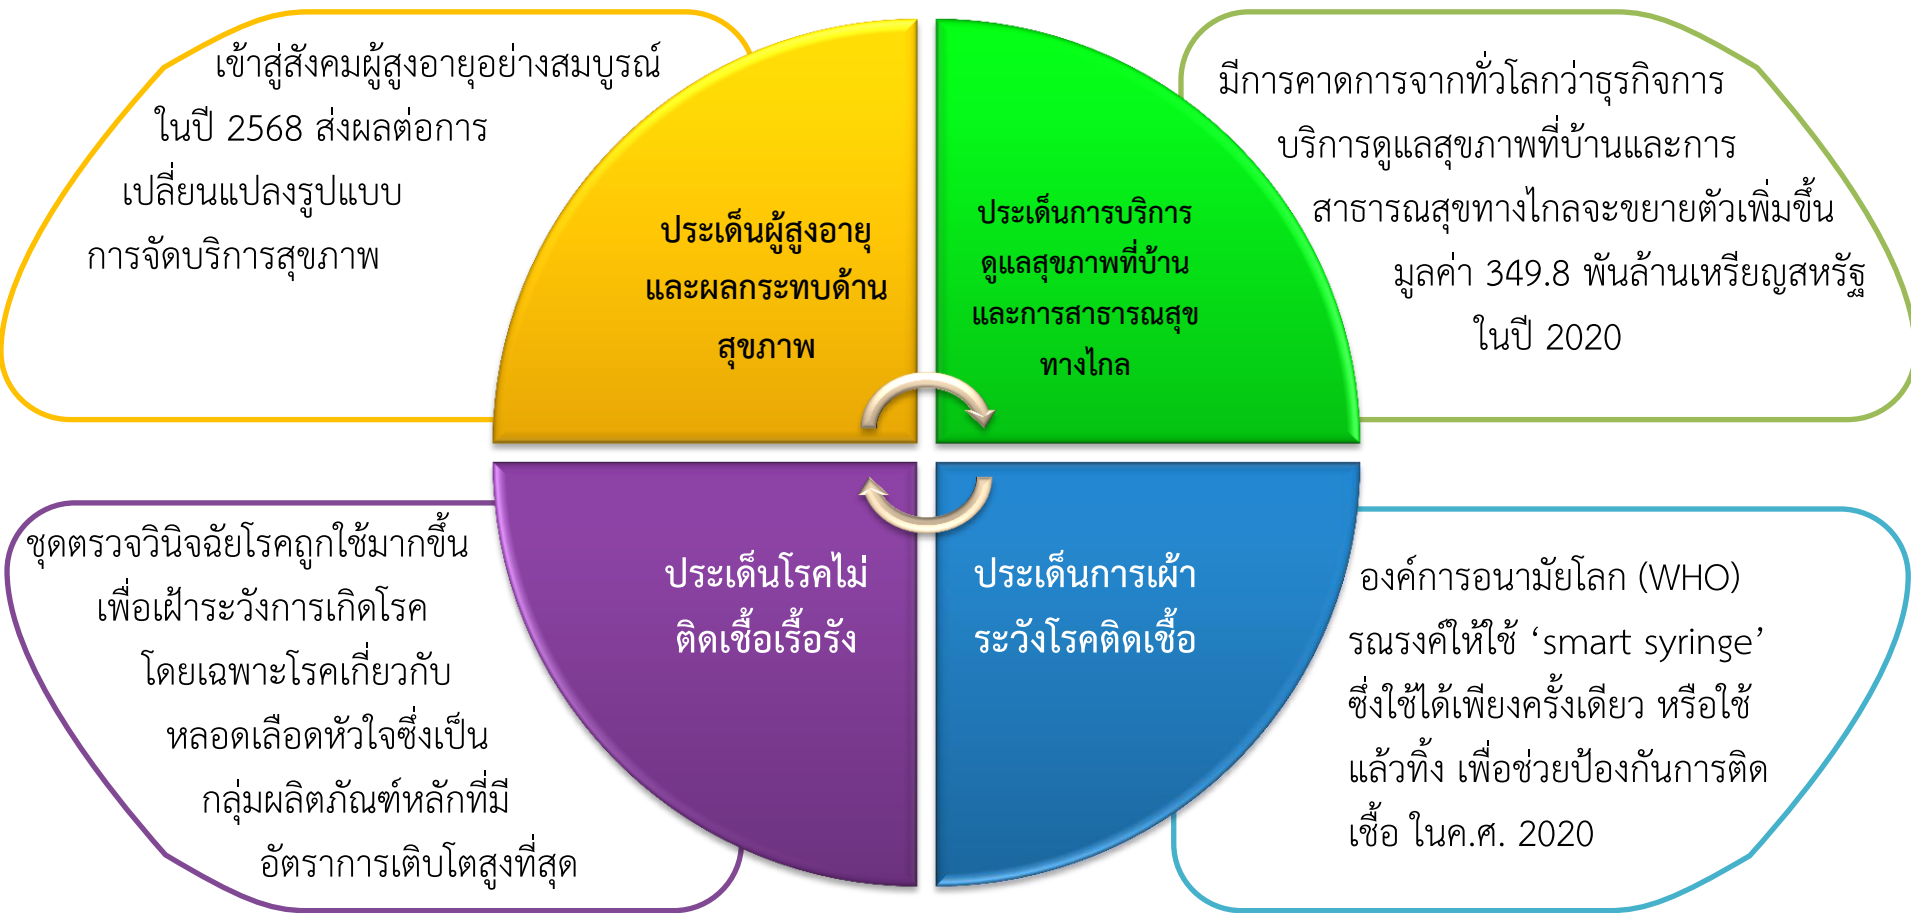 เข้าสู่สังคมผู้สูงอายุอย่างสมบูรณ์
ในปี 2568 ส่งผลต่อการ
เปลี่ยนแปลงรูปแบบ
การจัดบริการสุขภาพ
ประเด็นผู้สูงอายุ
และผลกระทบด้าน
สุขภาพ
ประเด็นการบริการ
ดูแลสุขภาพที่บ้าน
และการสาธารณสุข
ทางไกล
มีการคาดการจากทั่วโลกว่าธุรกิจการ
บริการดูแลสุขภาพที่บ้านและการ
สาธารณสุขทางไกลจะขยายตัวเพิ่มขึ้น
มูลค่า 349.8 พันล้านเหรียญสหรัฐ
ในปี 2020
ชุดตรวจวินิจฉัยโรคถูกใช้มากขึ้น
เพื่อเฝ้าระวังการเกิดโรค
โดยเฉพาะโรคเกี่ยวกับ
หลอดเลือดหัวใจซึ่งเป็น
กลุ่มผลิตภัณฑ์หลักที่มี
อัตราการเติบโตสูงที่สุด
ประเด็นโรคไม่
ติดเชื้อเรื้อรัง
ประเด็นการเผ้า
ระวังโรคติดเชื้อ
องค์การอนามัยโลก (WHO)
รณรงค์ให้ใช้ ‘smart syringe’
ซึ่งใช้ได้เพียงครั้งเดียว หรือใช้
แล้วทิ้ง เพื่อช่วยป้องกันการติด
เชื้อ ในค.ศ. 2020